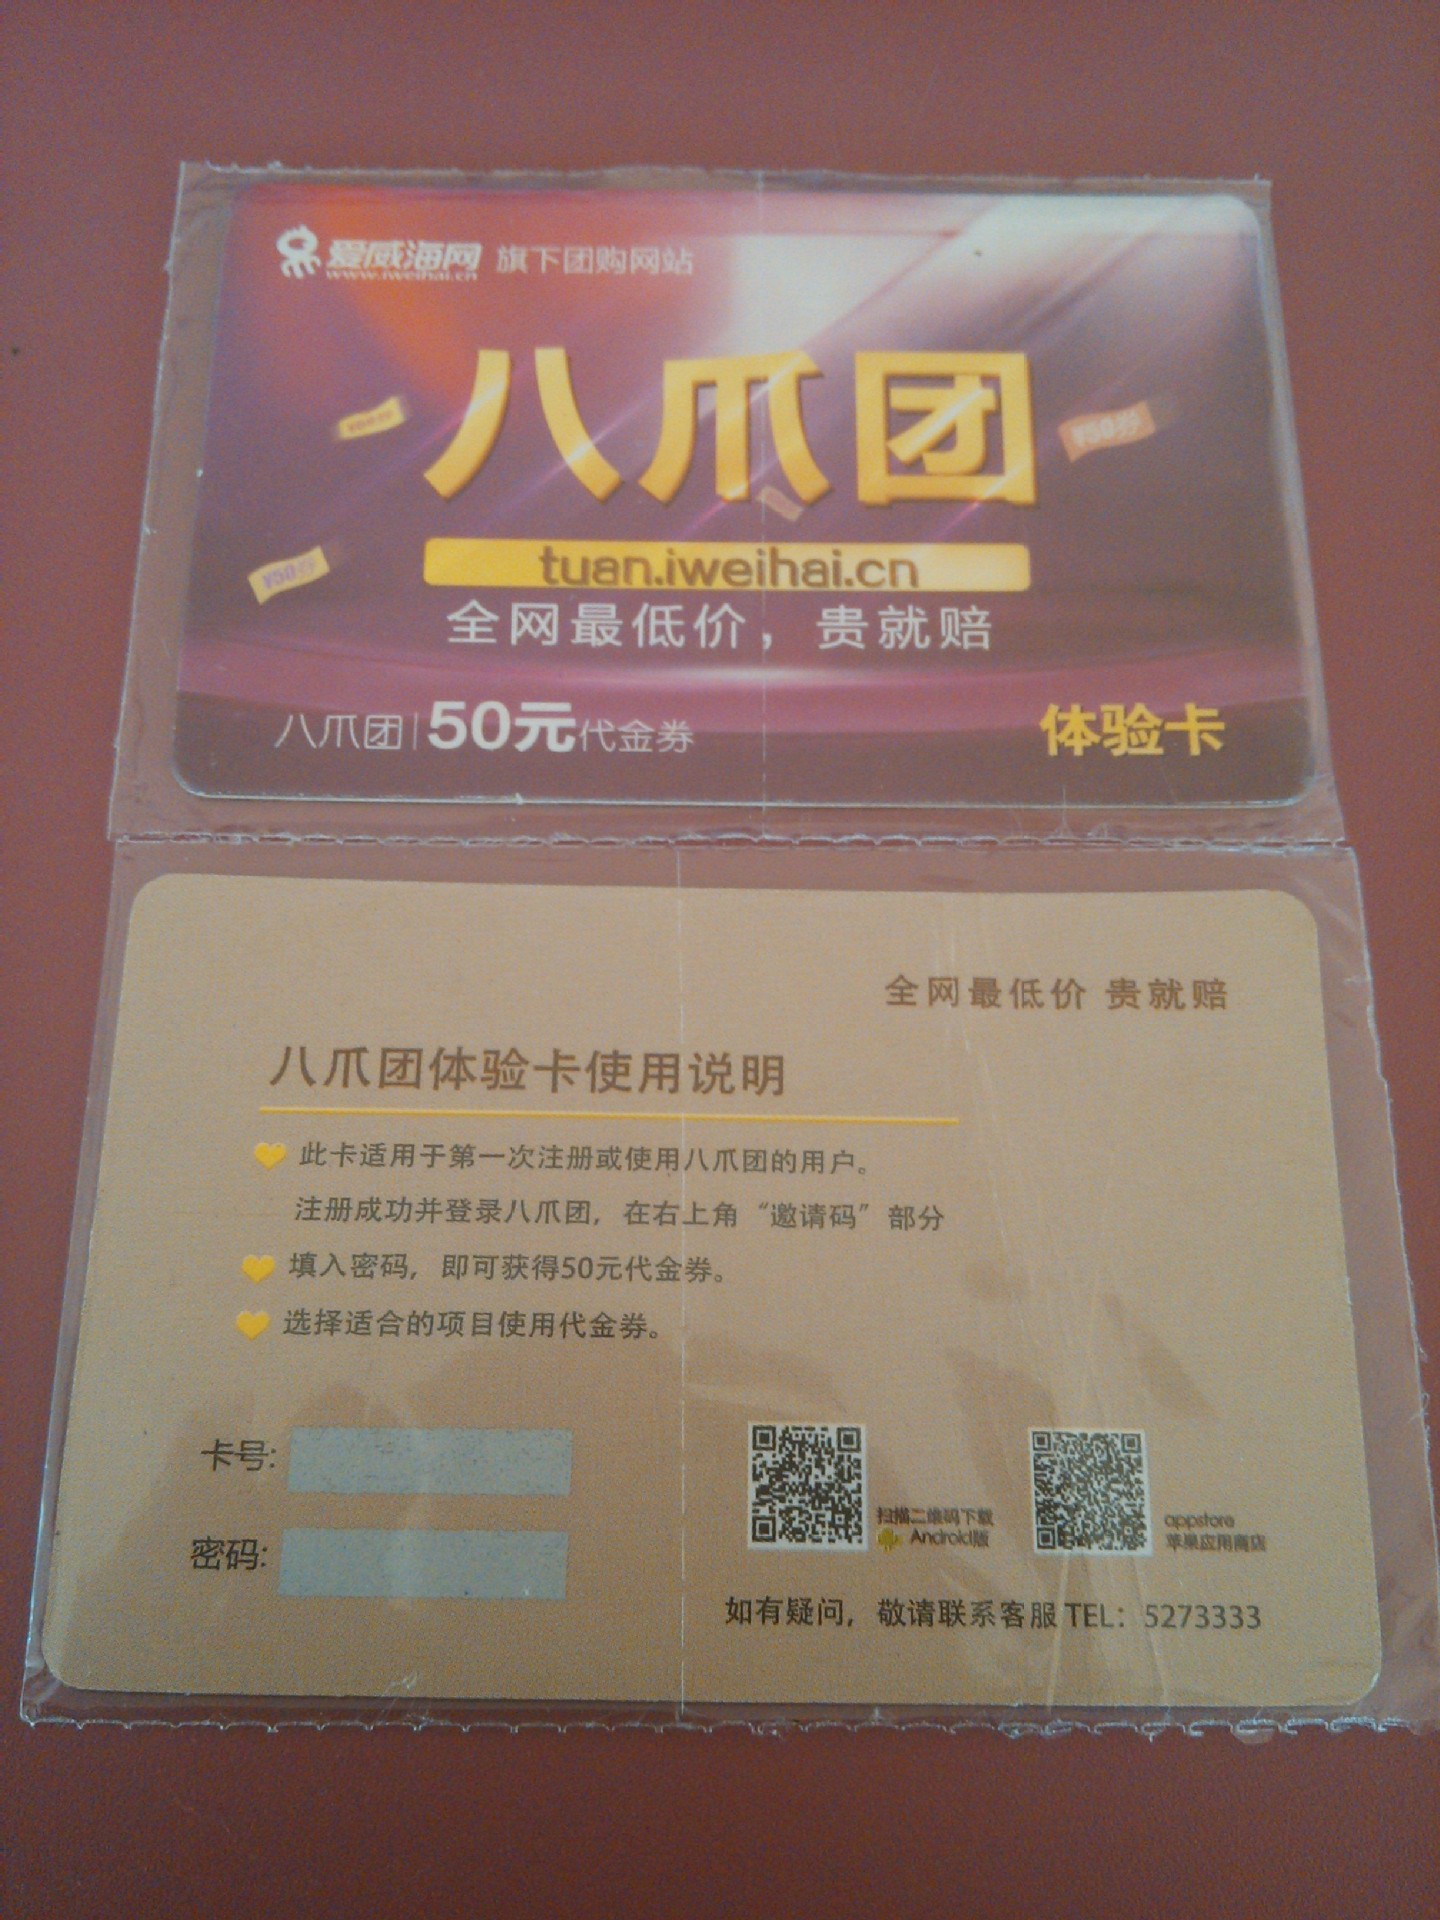 爱威海网 旗下团购网站
www.iweihai.cn
八爪团
¥50券
¥50券
tuan.iweihai.cn
全网最低价，贵就赔
八爪团|50元代金券
体验卡
全网最低价 贵就赔
八爪团体验卡使用说明
此卡适用于第一次注册或使用八爪团的用户。
注册成功并登录八爪团，在右上角“邀请码”部分
填入密码，即可获得50元代金券。
选择适合的项目使用代金券。
卡号:
密码:
扫描二维码下载
Android版
appstore
苹果应用商店
如有疑问，敬请联系客服 TEL：5273333